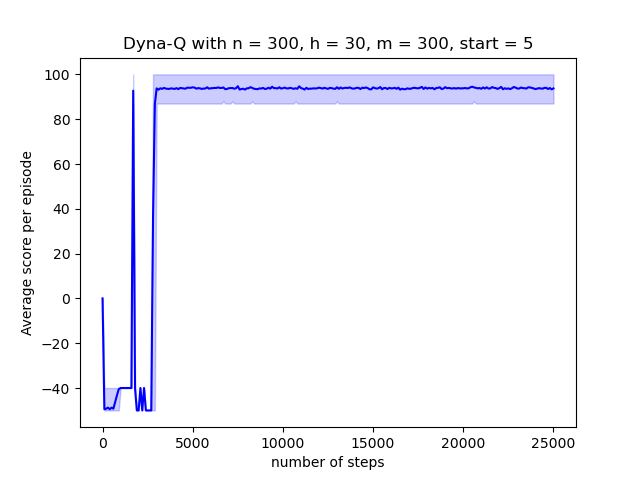 Dyna-Q with n = 300, h = 30, m = 300, start = 5
Average score per episode
100
80
60
40
20
0
−20
−40
0 5000 10000 15000 20000 25000
number of steps